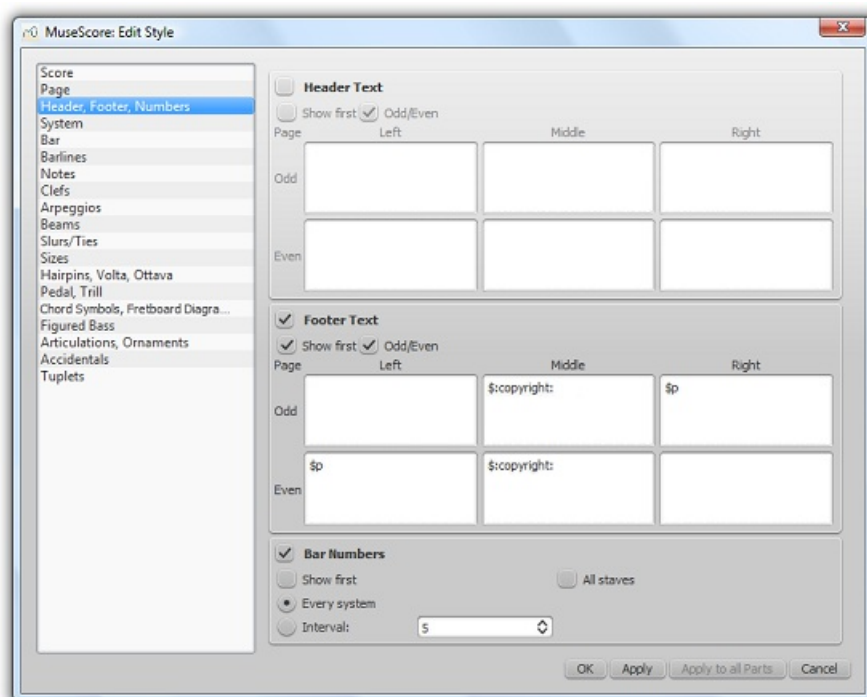 MuseScore: Edit Style
Score
Page
Header, Footer, Numbers
System
Bar
Barlines
Notes
Clefs
Arpeggios
Beams
Slurs/Ties
Sizes
Hairpins, Volta, Ottava
Pedal, Trill
Chord Symbols, Fretboard Diagra...
Figured Bass
Articulations, Ornaments
Accidentals
Tuplets
Header Text
Show first Odd/Even
Page Left Middle Right
Odd
Even
Footer Text
Show first Odd/Even
Page Left Middle Right
Odd $:copyright: $p
Even $p $:copyright:
Bar Numbers
Show first All staves
Every system
Interval: 5
OK Apply Apply to all Parts Cancel